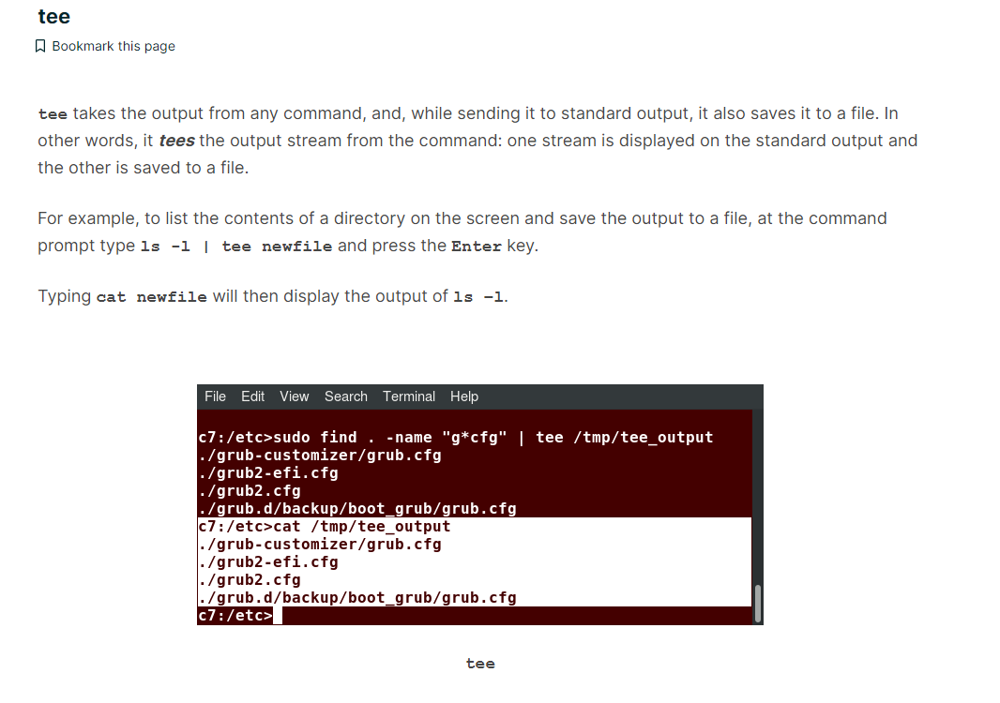 tee
Bookmark this page
tee takes the output from any command, and, while sending it to standard output, it also saves it to a file. In
other words, it tees the output stream from the command: one stream is displayed on the standard output and
the other is saved to a file.
For example, to list the contents of a directory on the screen and save the output to a file, at the command
prompt type ls -l | tee newfile and press the Enter key.
Typing cat newfile will then display the output of ls –l.
File Edit View Search Terminal Help
c7:/etc>sudo find . -name "g*cfg" | tee /tmp/tee_output
./grub-customizer/grub.cfg
./grub2-efi.cfg
./grub2.cfg
./grub.d/backup/boot_grub/grub.cfg
c7:/etc>cat /tmp/tee_output
./grub-customizer/grub.cfg
./grub2-efi.cfg
./grub2.cfg
./grub.d/backup/boot_grub/grub.cfg
c7:/etc>
tee